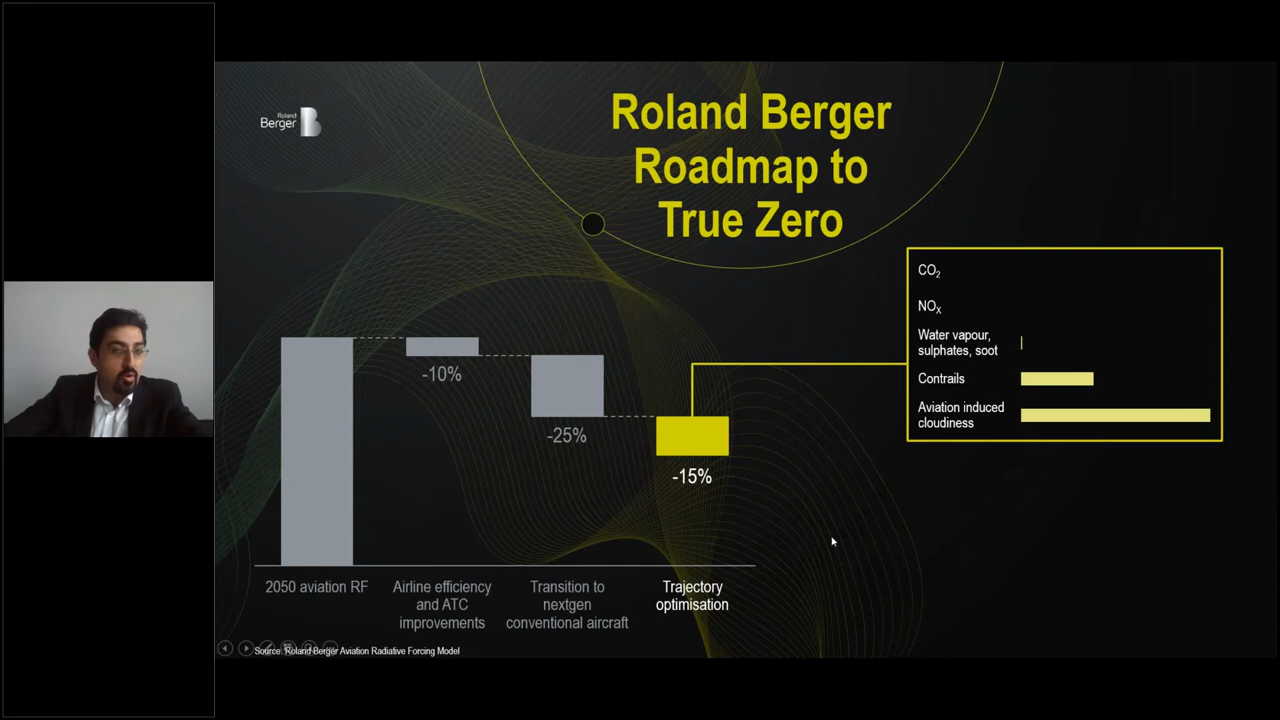 Roland
Berger
Roland Berger
Roadmap to
True Zero
CO2
NOX
Water vapour,
sulphates, soot
Contrails
Aviation induced
cloudiness
-10%
-25%
-15%
2050 aviation RF
Airline efficiency
and ATC
improvements
Transition to
nextgen
conventional aircraft
Trajectory
optimisation
Source: Roland Berger Aviation Radiative Forcing Model